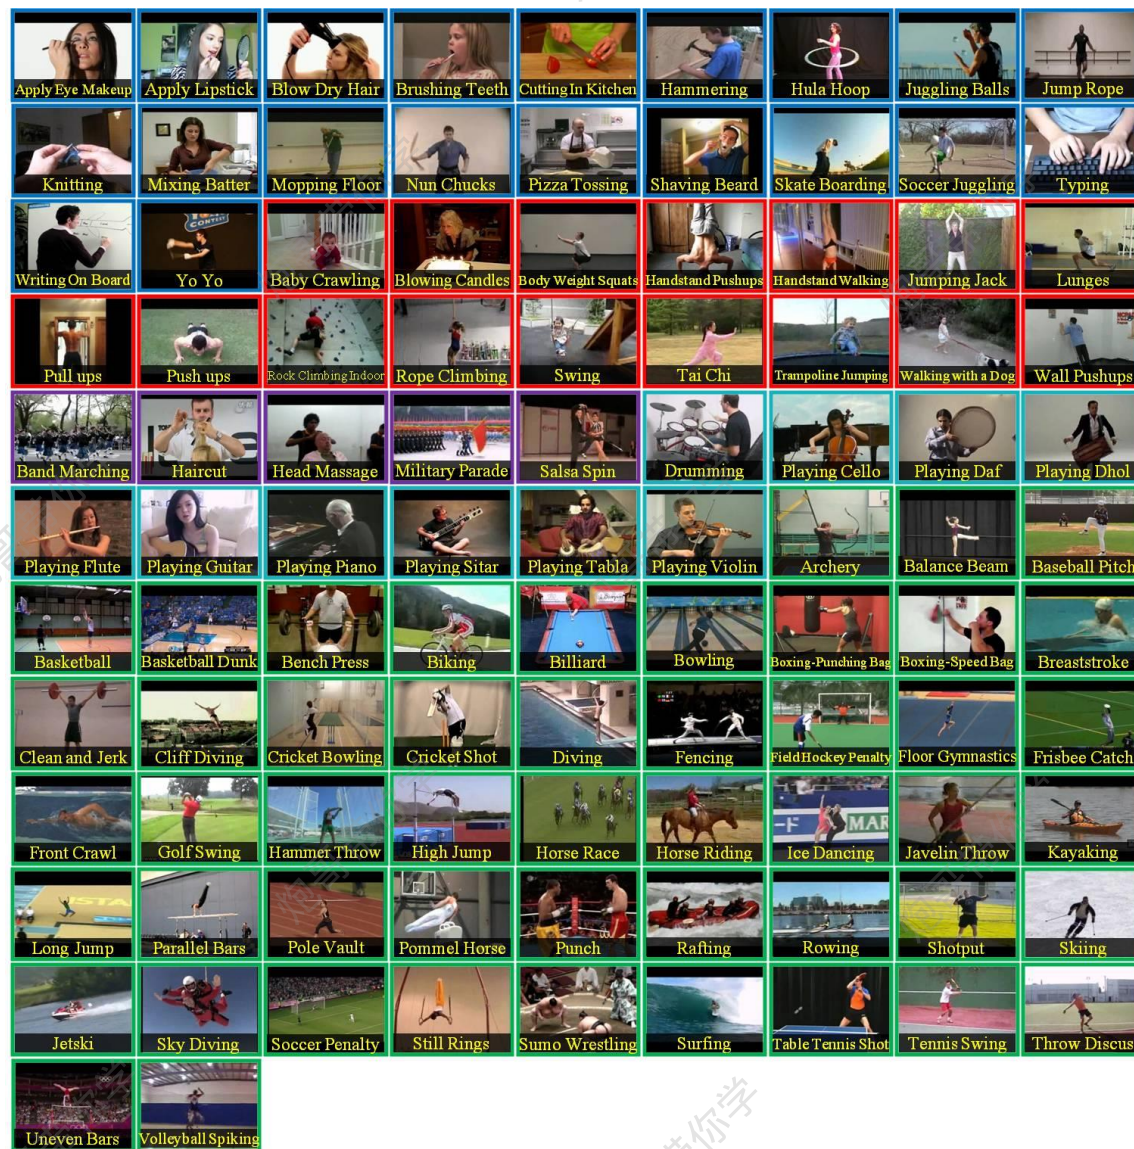 Apply Eye Makeup
Apply Lipstick
Blow Dry Hair
Brushing Teeth
Cutting In Kitchen
Hammering
Hula Hoop
Juggling Balls
Jump Rope
Knitting
Mixing Batter
Mopping Floor
Nun Chucks
Pizza Tossing
Shaving Beard
Skate Boarding
Soccer Juggling
Typing
Writing On Board
Yo Yo
CONTEST
Baby Crawling
Blowing Candles
Body Weight Squats
Handstand Pushups
Handstand Walking
Jumping Jack
Lunges
Pull ups
Push ups
Rock Climbing Indoor
Rope Climbing
Swing
Tai Chi
Trampoline Jumping
Walking with a Dog
Wall Pushups
Band Marching
Haircut
Head Massage
Military Parade
Salsa Spin
Drumming
Playing Cello
Playing Daf
Playing Dhol
Playing Flute
Playing Guitar
Playing Piano
Playing Sitar
Playing Tabla
Playing Violin
Archery
Balance Beam
Baseball Pitch
Basketball
Basketball Dunk
Bench Press
Biking
Billiard
Bowling
Boxing-Punching Bag
Boxing-Speed Bag
Breaststroke
Clean and Jerk
Cliff Diving
Cricket Bowling
Cricket Shot
Diving
Fencing
Field Hockey Penalty
Floor Gymnastics
Frisbee Catch
Front Crawl
Golf Swing
Hammer Throw
High Jump
Horse Race
Horse Riding
Ice Dancing
MAR
Javelin Throw
Kayaking
Long Jump
Parallel Bars
Pole Vault
Pommel Horse
Punch
Rafting
Rowing
Shotput
Skiing
Jetski
Sky Diving
Soccer Penalty
Still Rings
Sumo Wrestling
Surfing
Table Tennis Shot
Tennis Swing
Throw Discus
Uneven Bars
Volleyball Spiking